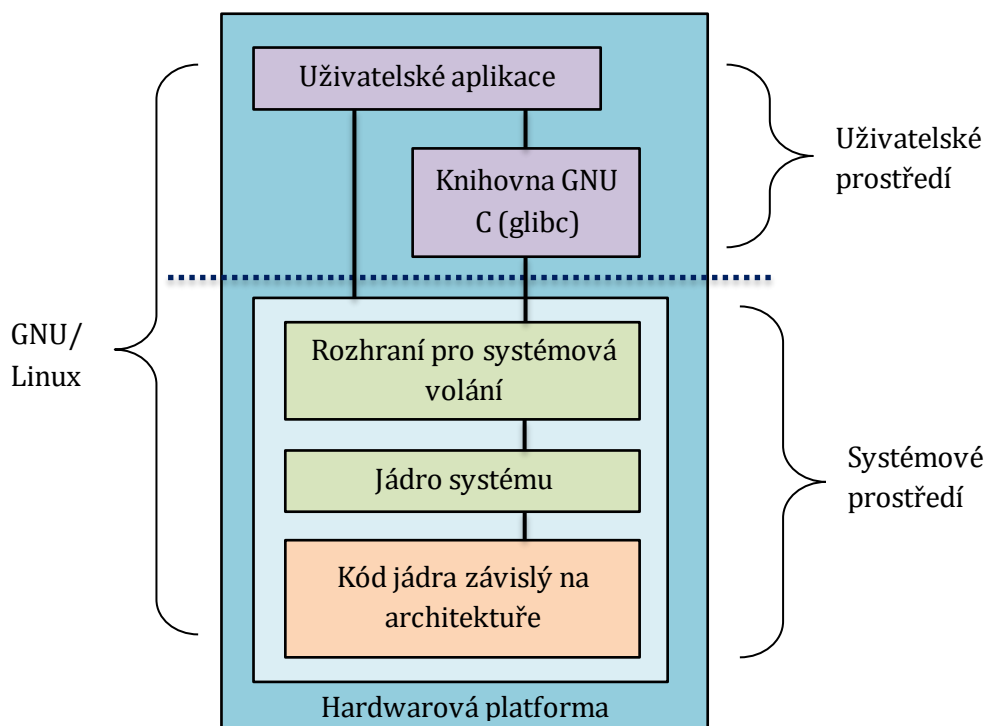 Uživatelské aplikace
Uživatelské
prostředí
Knihovna GNU
C (glibc)
GNU/
Linux
Rozhraní pro systémová
volání
Jádro systému
Systémové
prostředí
Kód jádra závislý na
architektuře
Hardwarová platforma